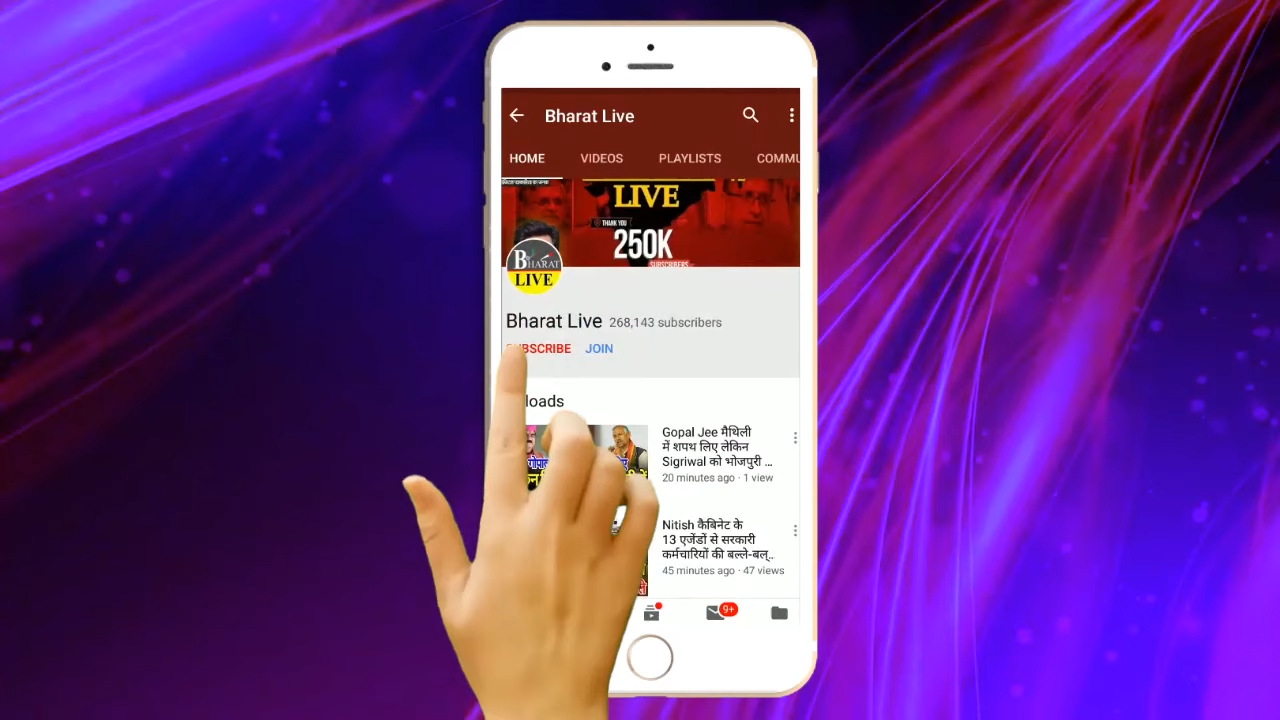 Bharat Live
HOME VIDEOS PLAYLISTS COMMU
LIVE
THANK YOU
250K
SUBSCRIBERS
BHARAT
LIVE
Bharat Live 268,143 subscribers
BSCRIBE JOIN
loads
Gopal Jee मैथिली
में शपथ लिए लेकिन
Sigriwal को भोजपुरी ...
20 minutes ago · 1 view
Nitish कैबिनेट के
13 एजेंडों से सरकारी
कर्मचारियों की बल्ले-बल्..
45 minutes ago · 47 views
9+